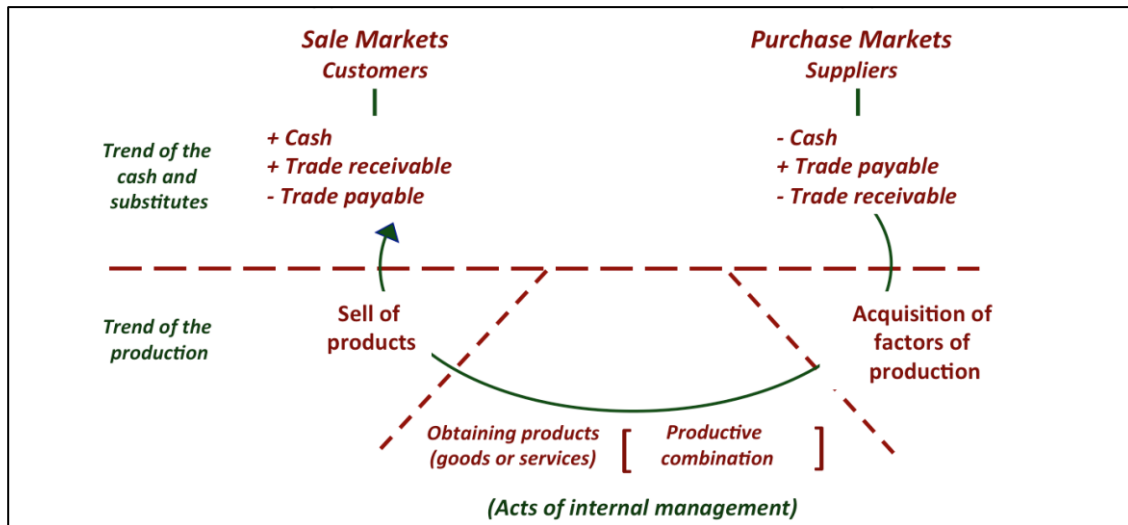 Sale Markets
Customers
Purchase Markets
Suppliers
Trend of the
cash and
substitutes
+ Cash
+ Trade receivable
- Trade payable
- Cash
+ Trade payable
- Trade receivable
Trend of the
production
Sell of
products
Acquisition of
factors of
production
Obtaining products
(goods or services)
[ Productive
combination ]
(Acts of internal management)